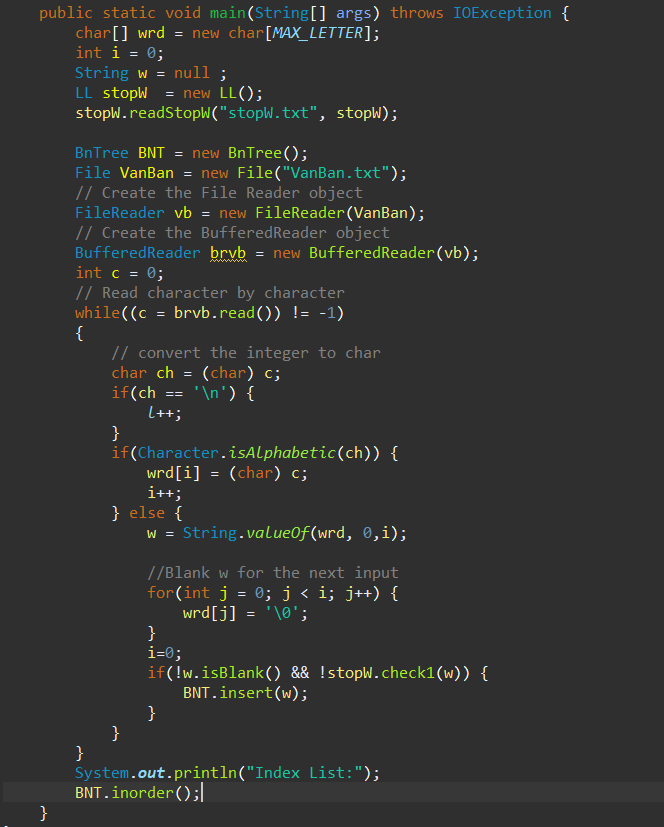 public static void main(String[] args) throws IOException {
char[] wrd = new char[MAX_LETTER];
int i = 0;
String w = null ;
LL stopW  = new LL();
stopW.readStopW("stopW.txt", stopW);
BnTree BNT = new BnTree();
File VanBan = new File("VanBan.txt");
// Create the File Reader object
FileReader vb = new FileReader(VanBan);
// Create the BufferedReader object
BufferedReader brvb = new BufferedReader(vb);
int c = 0;
// Read character by character
while((c = brvb.read()) != -1)
{
// convert the integer to char
char ch = (char) c;
if(ch == '\n') {
l++;
}
if(Character.isAlphabetic(ch)) {
wrd[i] = (char) c;
i++;
} else {
w = String.valueOf(wrd, 0,i);
//Blank w for the next input
for(int j = 0; j < i; j++) {
wrd[j] = '\0';
}
i=0;
if(!w.isBlank() && !stopW.check1(w)) {
BNT.insert(w);
}
}
}
System.out.println("Index List:");
BNT.inorder();
}